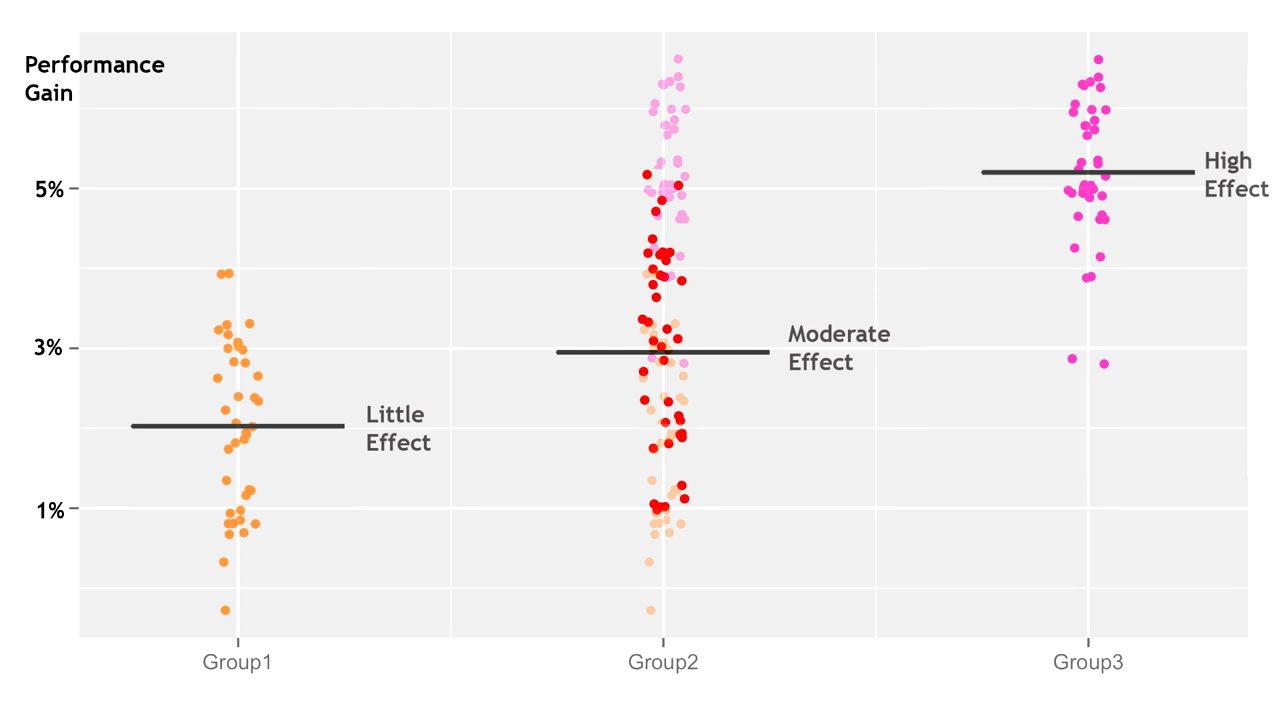 Performance
Gain
High
Effect
5%
Moderate
Effect
3%
Little
Effect
1%
Group1
Group2
Group3